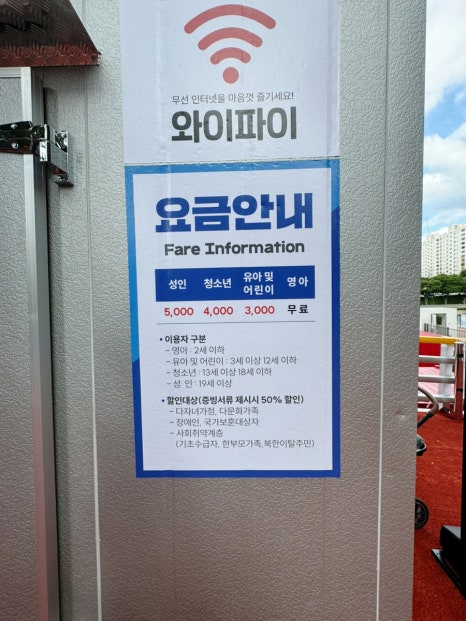 무선 인터넷을 마음껏 즐기세요!
와이파이
요금안내
Fare Information
성인 청소년 유아 및 어린이 영 아
5,000 4,000 3,000 무 료
• 이용자 구분
- 영아 : 2세 이하
- 유아 및 어린이 : 3세 이상 12세 이하
- 청소년 : 13세 이상 18세 이하
- 성 인 : 19세 이상
• 할인대상(증빙서류 제시시 50% 할인)
- 다자녀가정, 다문화가족
- 장애인, 국가보훈대상자
- 사회취약계층
(기초수급자, 한부모가족,북한이탈주민)